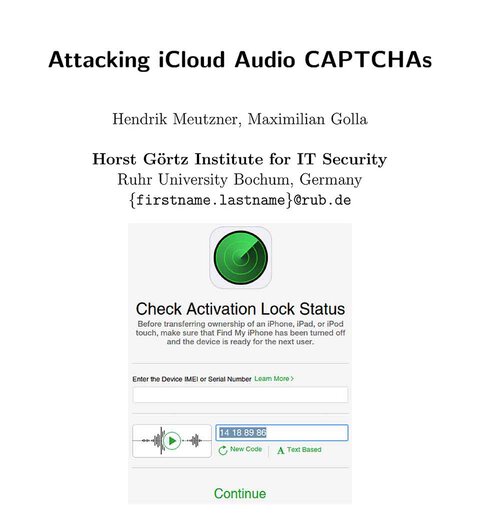 Attacking iCloud Audio CAPTCHAs
Hendrik Meutzner, Maximilian Golla
Horst Görtz Institute for IT Security
Ruhr University Bochum, Germany
{firstname.lastname}@rub.de
Check Activation Lock Status
Before transferring ownership of an iPhone, iPad, or iPod
touch, make sure that Find My iPhone has been turned off
and the device is ready for the next user.
Enter the Device IMEI or Serial Number Learn More >
14 18 89 86
New Code A Text Based
Continue